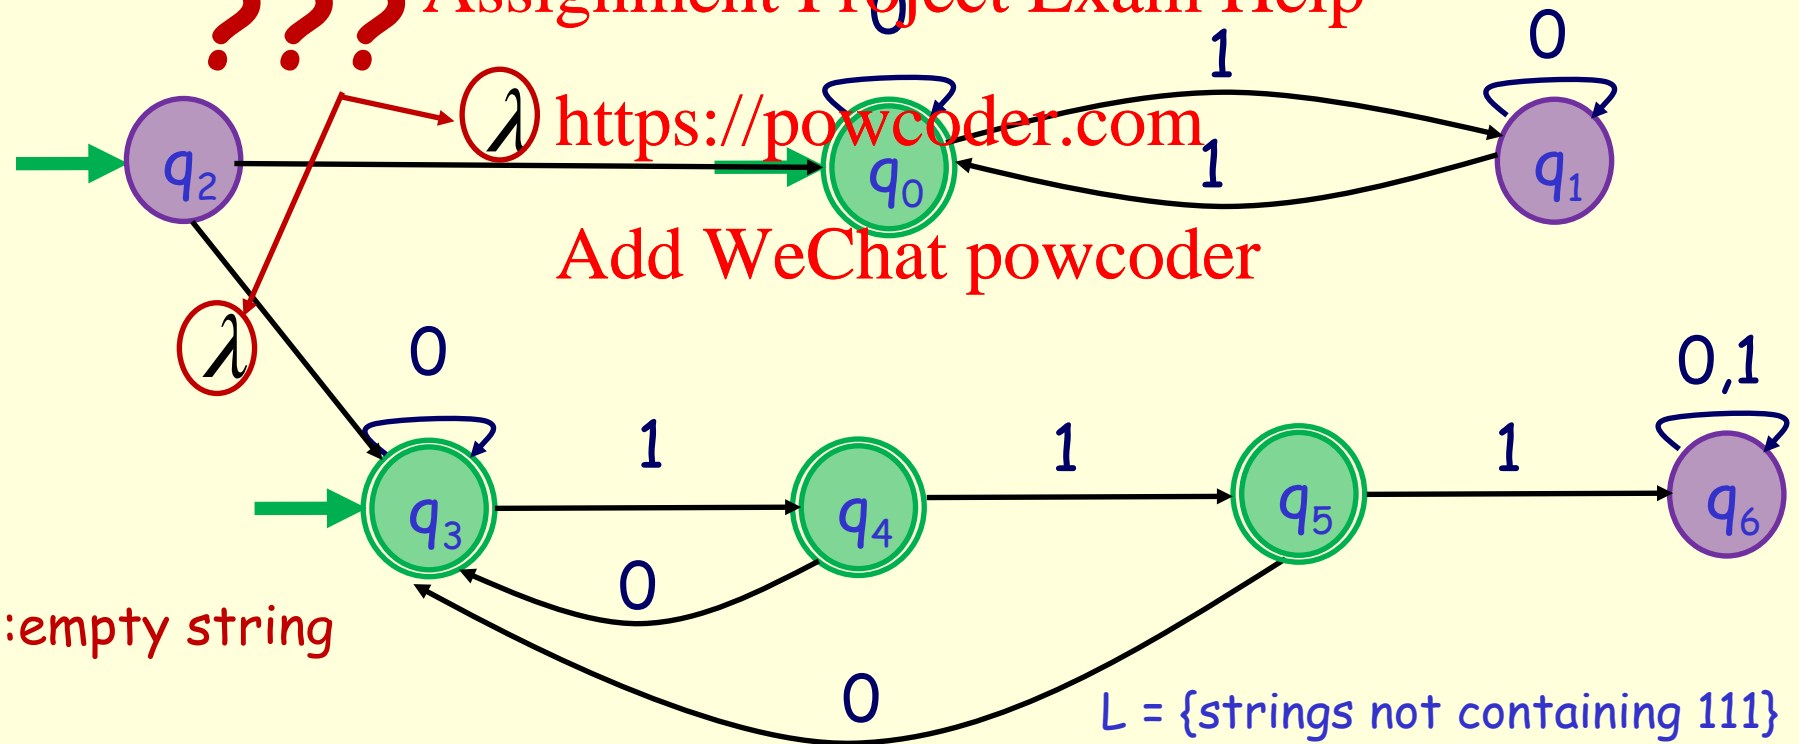 ???
Assignment Project Exam Help
0
1
0
λ
https://powcoder.com
q2
q0
1
q1
Add WeChat powcoder
λ
0
0,1
1
1
1
q3
q4
q5
q6
0
:empty string
0
L = {strings not containing 111}